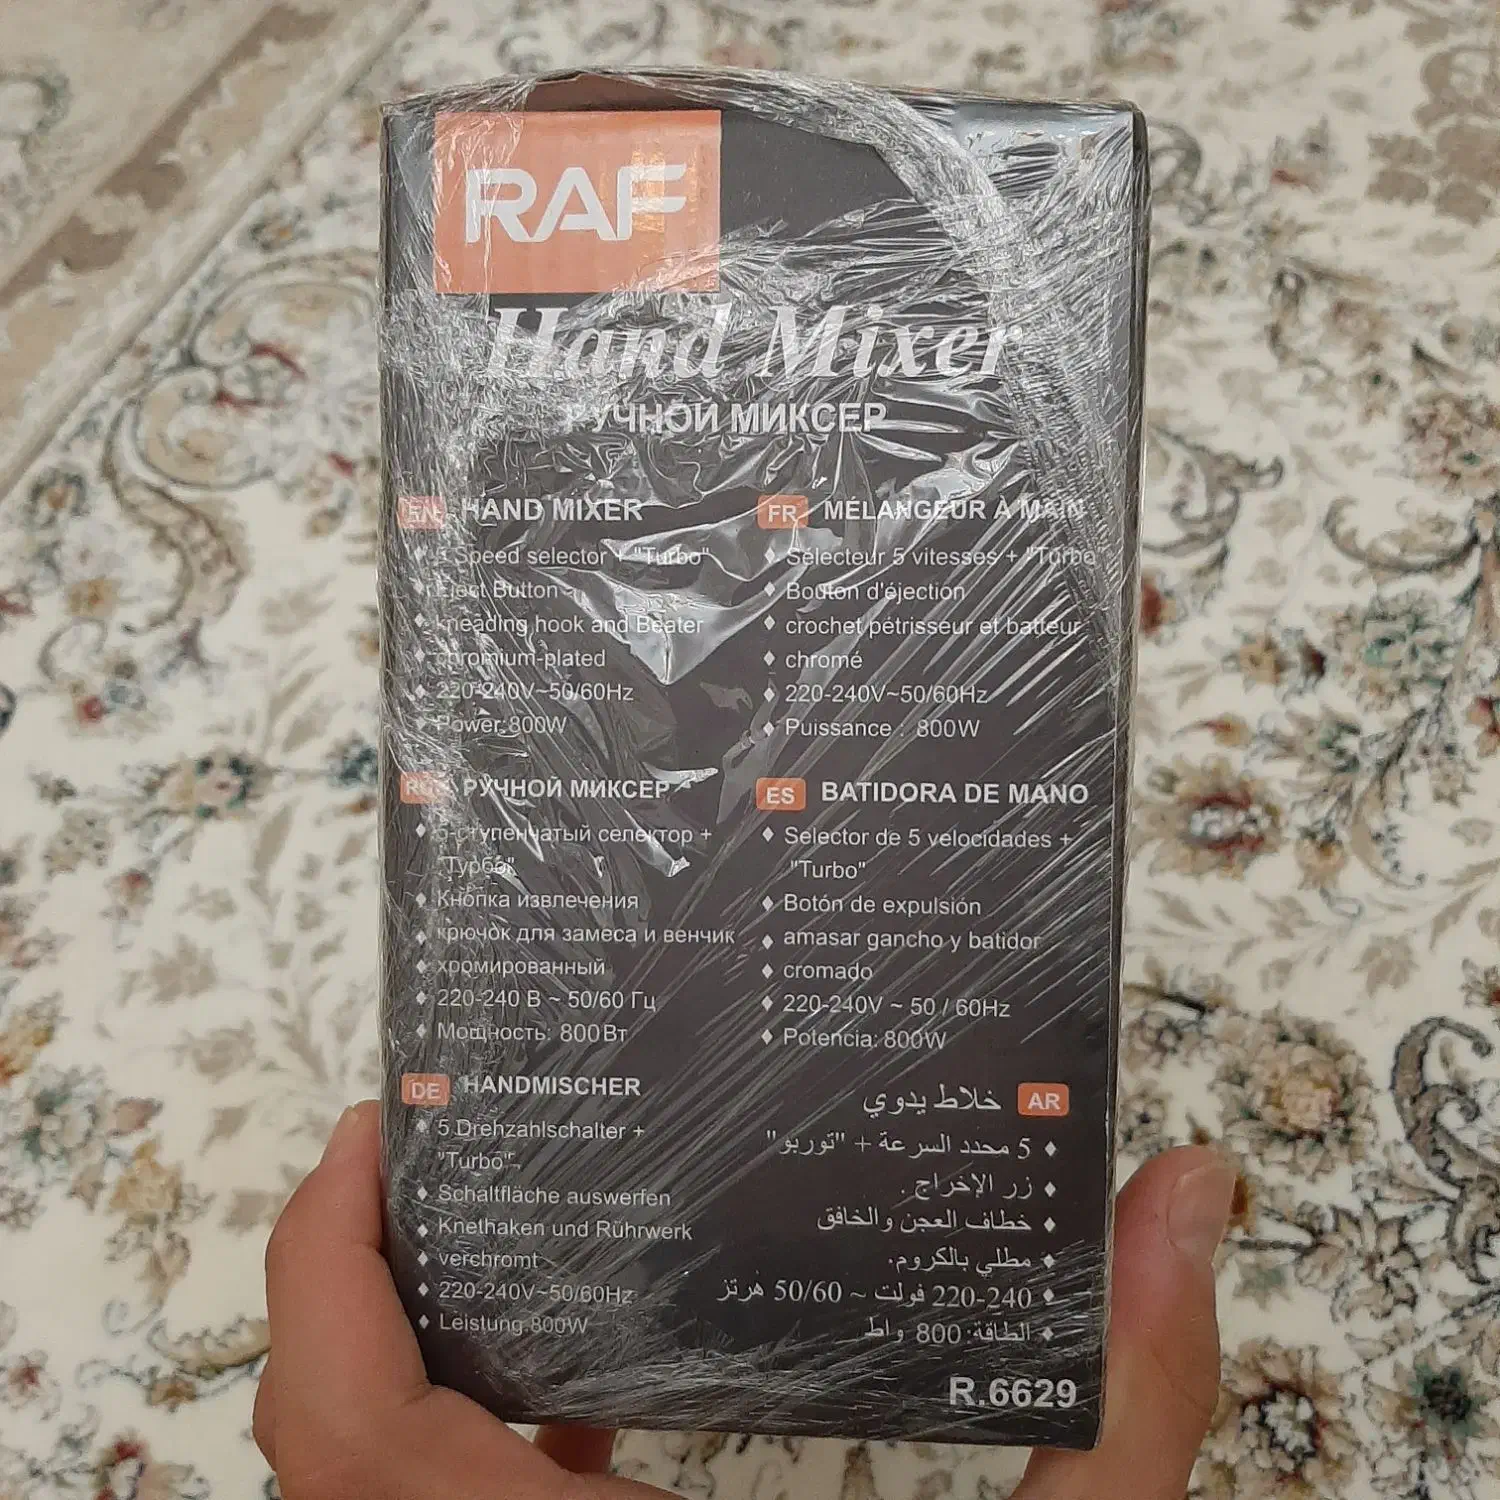 RAF
Hand Mixer
РУЧНОЙ МИКСЕР
EN HAND MIXER
5 Speed selector + "Turbo"
Eject Button
kneading hook and Beater
chromium-plated
220-240V~50/60Hz
Power:800W
FR MÉLANGEUR À MAIN
Sélecteur 5 vitesses + "Turbo"
Bouton d'éjection
crochet pétrisseur et batteur
chromé
220-240V~50/60Hz
Puissance : 800W
RUS РУЧНОЙ МИКСЕР
5-ступенчатый селектор +
"Турбо"
Кнопка извлечения
крючок для замеса и венчик
хромированный
220-240 В ~ 50/60 Гц
Мощность: 800Вт
ES BATIDORA DE MANO
Selector de 5 velocidades +
"Turbo"
Botón de expulsión
amasar gancho y batidor
cromado
220-240V ~ 50 / 60Hz
Potencia: 800W
DE HANDMISCHER
5 Drehzahlschalter +
"Turbo"
Schaltfläche auswerfen
Knethaken und Rührwerk
verchromt
220-240V~50/60Hz
Leistung:800W
AR خلاط يدوي
5 محدد السرعة + "توربو"
زر الإخراج.
خطاف العجن والخافق
مطلي بالكروم.
220-240 فولت ~ 50/60 هرتز
الطاقة: 800 واط
R.6629